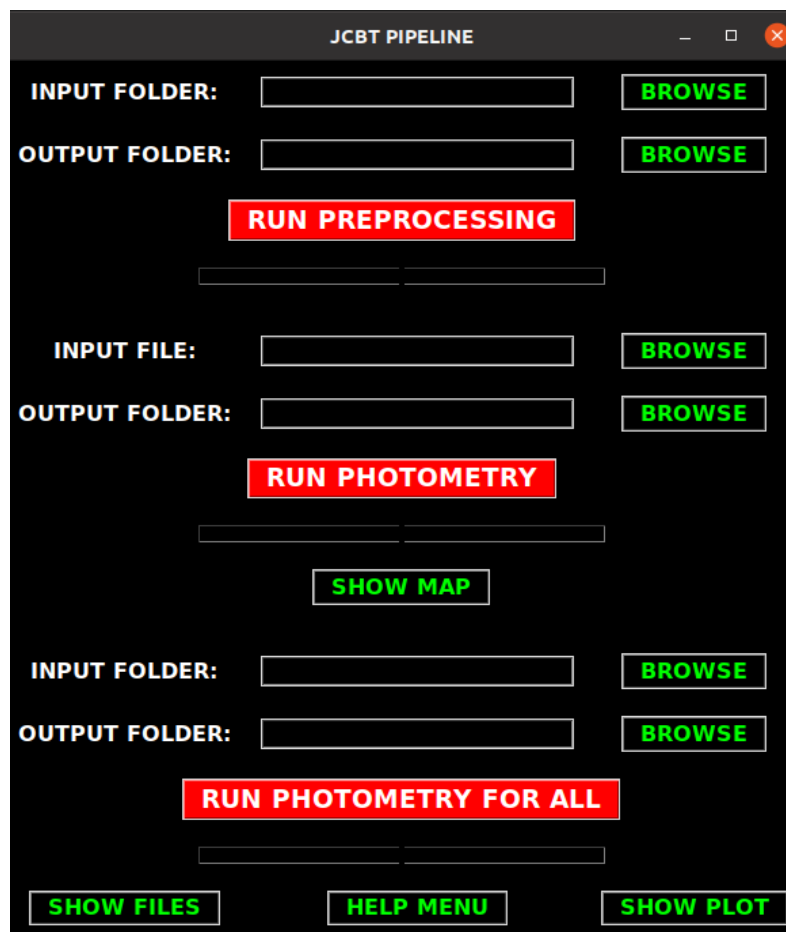 JCBT PIPELINE
INPUT FOLDER: BROWSE
OUTPUT FOLDER: BROWSE
RUN PREPROCESSING
INPUT FILE: BROWSE
OUTPUT FOLDER: BROWSE
RUN PHOTOMETRY
SHOW MAP
INPUT FOLDER: BROWSE
OUTPUT FOLDER: BROWSE
RUN PHOTOMETRY FOR ALL
SHOW FILES HELP MENU SHOW PLOT